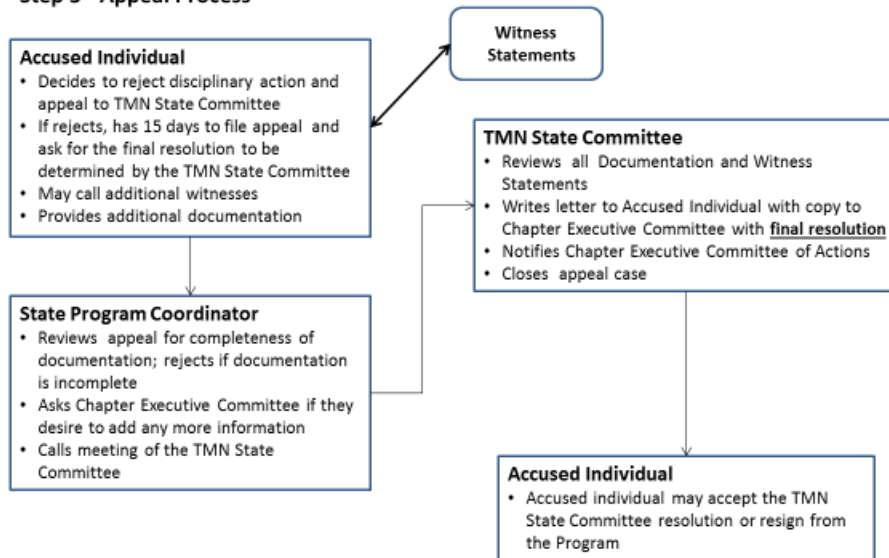 Step 3 - Appeal Process
Witness
Statements
Accused Individual
• Decides to reject disciplinary action and
appeal to TMN State Committee
• If rejects, has 15 days to file appeal and
ask for the final resolution to be
determined by the TMN State Committee
• May call additional witnesses
• Provides additional documentation
State Program Coordinator
• Reviews appeal for completeness of
documentation; rejects if documentation
is incomplete
• Asks Chapter Executive Committee if they
desire to add any more information
• Calls meeting of the TMN State
Committee
TMN State Committee
• Reviews all Documentation and Witness
Statements
• Writes letter to Accused Individual with copy to
Chapter Executive Committee with final resolution
• Notifies Chapter Executive Committee of Actions
• Closes appeal case
Accused Individual
• Accused individual may accept the TMN
State Committee resolution or resign from
the Program